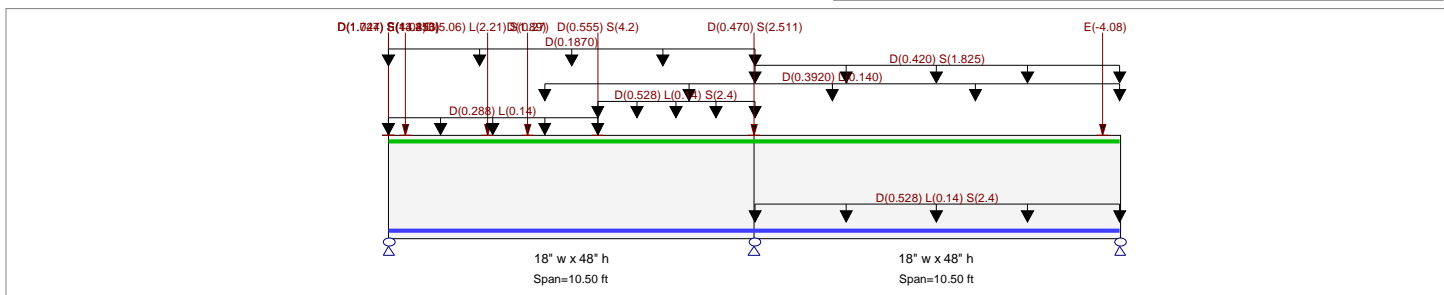 D(0.555) S(4.2)
D(0.470) S(2.511)
E(-4.08)
D(0.1870)
D(0.420) S(1.825)
D(0.3920) L(0.140)
D(0.528) L(0.14) S(2.4)
D(0.288) L(0.14)
D(0.528) L(0.14) S(2.4)
18" w x 48" h
18" w x 48" h
Span=10.50 ft
Span=10.50 ft